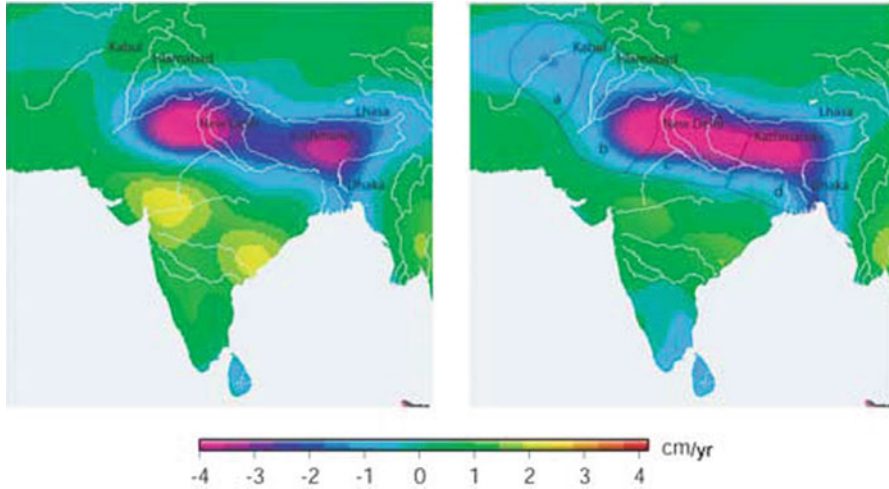 Kabul
Islamabad
New Delhi
Kathmandu
Lhasa
Dhaka
Kabul
Islamabad
a
b
New Delhi
Kathmandu
Lhasa
c
d
Dhaka
-4 -3 -2 -1 0 1 2 3 4
cm/yr